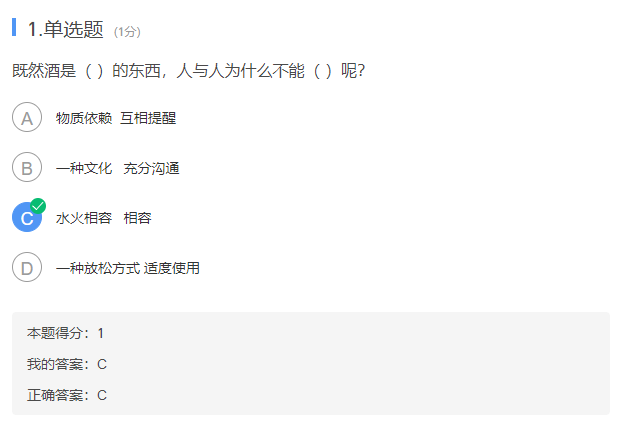 1.单选题 (1分)
既然酒是（ ）的东西，人与人为什么不能（ ）呢?
A 物质依赖 互相提醒
B 一种文化 充分沟通
C 水火相容 相容
D 一种放松方式 适度使用
本题得分：1
我的答案：C
正确答案：C